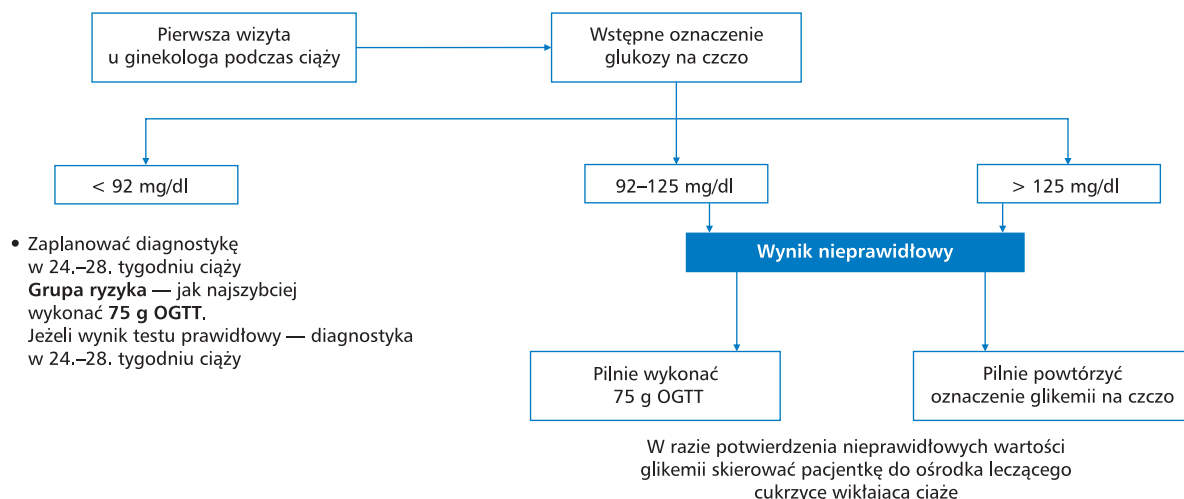 Pierwsza wizyta
u ginekologa podczas ciąży
Wstępne oznaczenie
glukozy na czczo
< 92 mg/dl
92–125 mg/dl
> 125 mg/dl
• Zaplanować diagnostykę
w 24.–28. tygodniu ciąży
Grupa ryzyka — jak najszybciej
wykonać 75 g OGTT.
Jeżeli wynik testu prawidłowy — diagnostyka
w 24.–28. tygodniu ciąży
Wynik nieprawidłowy
Pilnie wykonać
75 g OGTT
Pilnie powtórzyć
oznaczenie glikemii na czczo
W razie potwierdzenia nieprawidłowych wartości
glikemii skierować pacjentkę do ośrodka leczącego
cukrzycę wikłającą ciążę